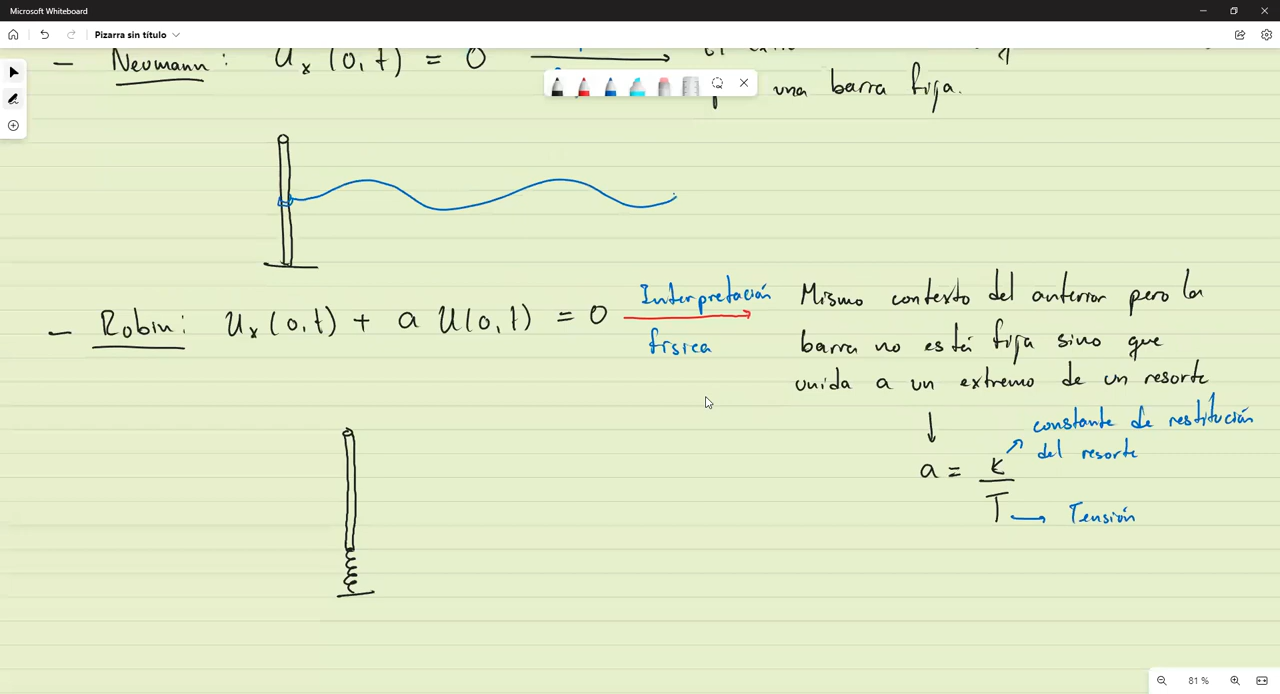 Microsoft Whiteboard
Pizarra sin título
- Neumann: U_x (0, t) = 0
una barra fija.
- Robin: U_x (0, t) + a U(0, t) = 0
Interpretación
física
Mismo contexto del anterior pero la
barra no está fija sino que
unida a un extremo de un resorte
↓
a = K/T
constante de restitución
del resorte
Tensión
81 %